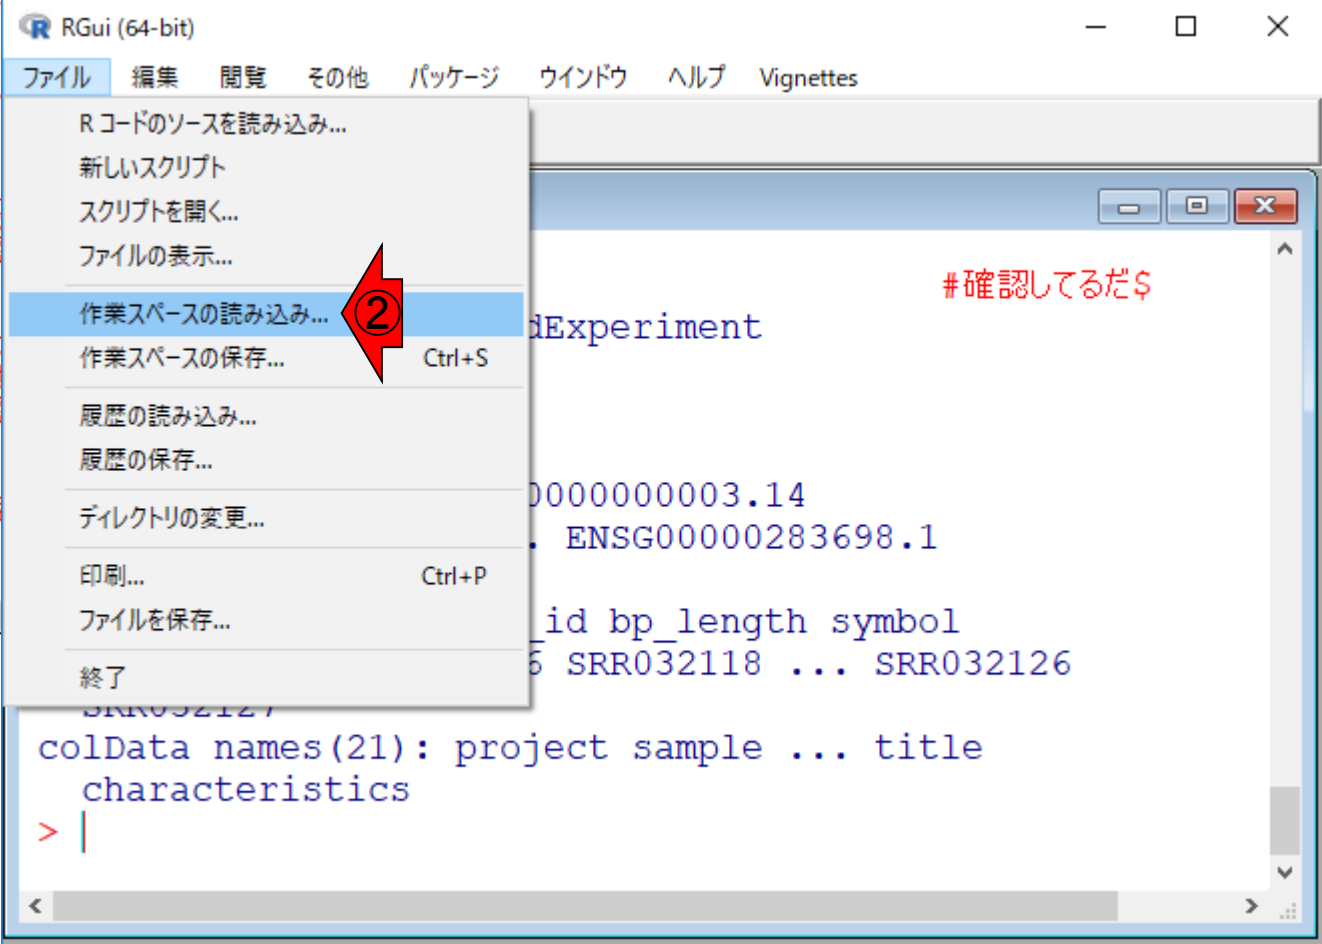 RGui (64-bit)
ファイル 編集 閲覧 その他 パッケージ ウインドウ ヘルプ Vignettes
R コードのソースを読み込み...
新しいスクリプト
スクリプトを開く...
ファイルの表示...
作業スペースの読み込み... ②
作業スペースの保存... Ctrl+S
履歴の読み込み...
履歴の保存...
ディレクトリの変更...
印刷... Ctrl+P
ファイルを保存...
終了
#確認してるだ$
dExperiment
0000000003.14
. ENSG00000283698.1
_id bp_length symbol
6 SRR032118 ... SRR032126
SRR032127
colData names(21): project sample ... title
characteristics
>